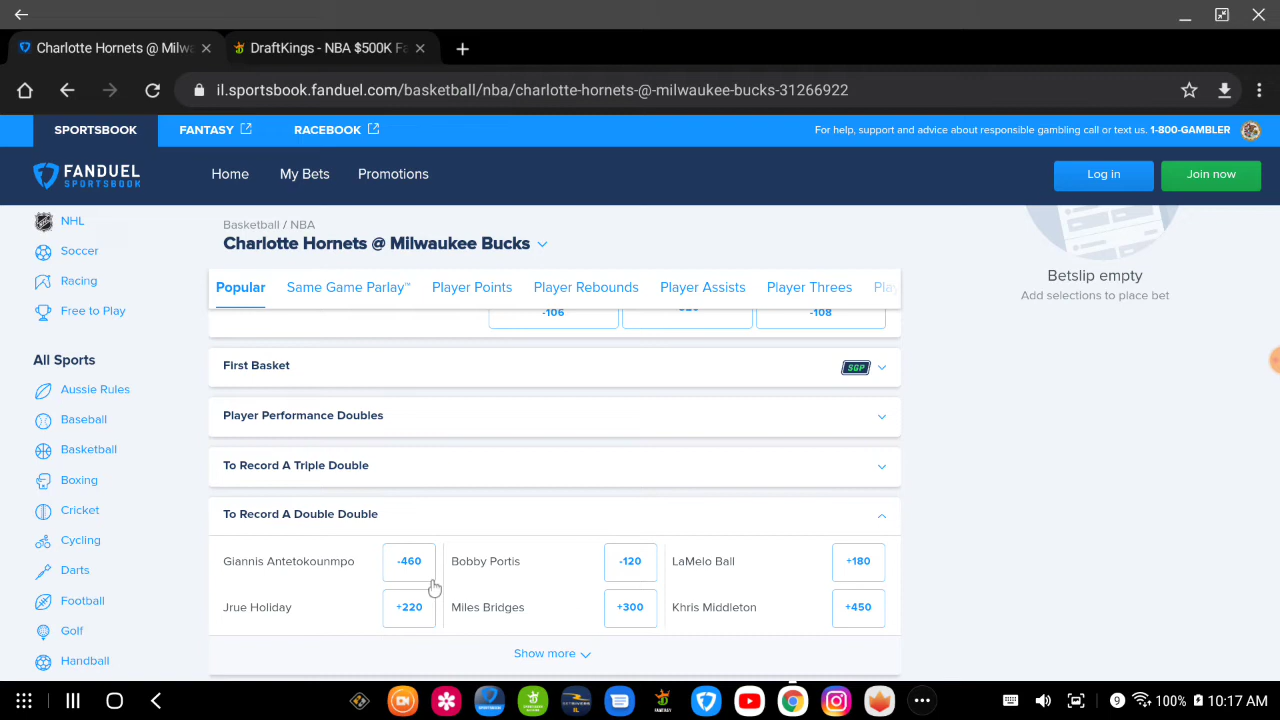 Charlotte Hornets @ Milwa
DraftKings - NBA $500K Fa
il.sportsbook.fanduel.com/basketball/nba/charlotte-hornets-@-milwaukee-bucks-31266922
SPORTSBOOK FANTASY RACEBOOK For help, support and advice about responsible gambling call or text us. 1-800-GAMBLER
FANDUEL SPORTSBOOK Home My Bets Promotions Log in Join now
NHL
Soccer
Racing
Free to Play
All Sports
Aussie Rules
Baseball
Basketball
Boxing
Cricket
Cycling
Darts
Football
Golf
Handball
Basketball / NBA
Charlotte Hornets @ Milwaukee Bucks
Popular Same Game Parlay™ Player Points Player Rebounds Player Assists Player Threes Pla
-106 -108
First Basket SGP
Player Performance Doubles
To Record A Triple Double
To Record A Double Double
Giannis Antetokounmpo -460 Bobby Portis -120 LaMelo Ball +180
Jrue Holiday +220 Miles Bridges +300 Khris Middleton +450
Show more
Betslip empty
Add selections to place bet
9 100% 10:17 AM